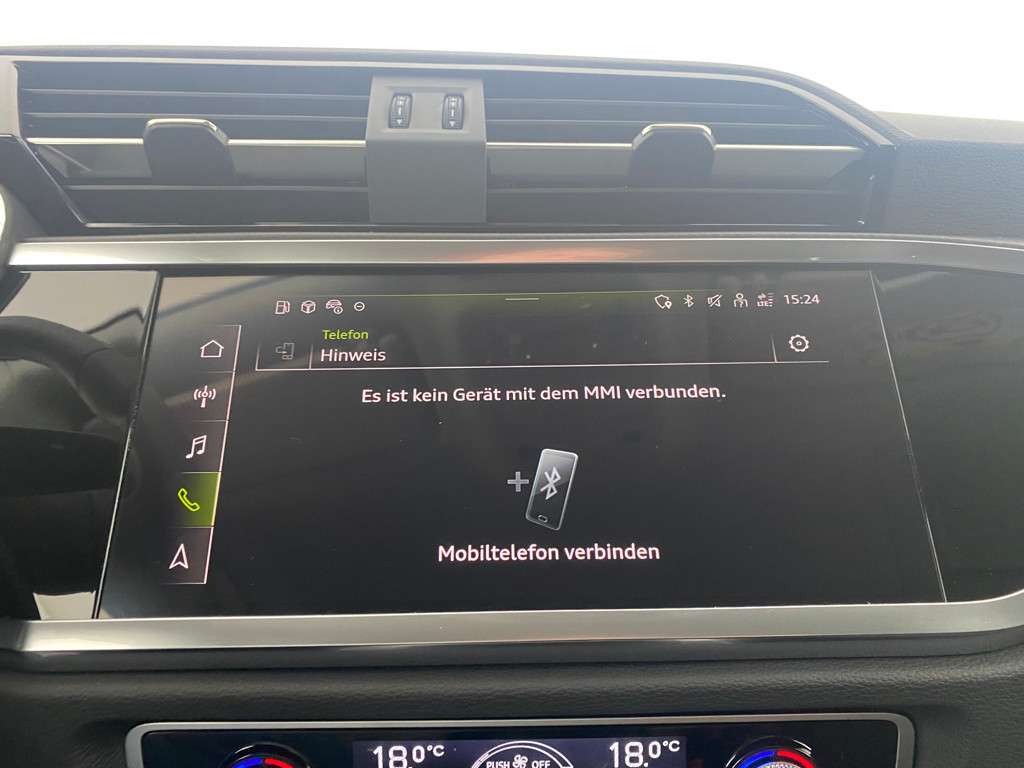 LTE
15:24
Telefon
Hinweis
Es ist kein Gerät mit dem MMI verbunden.
Mobiltelefon verbinden
18.0°C
PUSH OFF
18.0°C